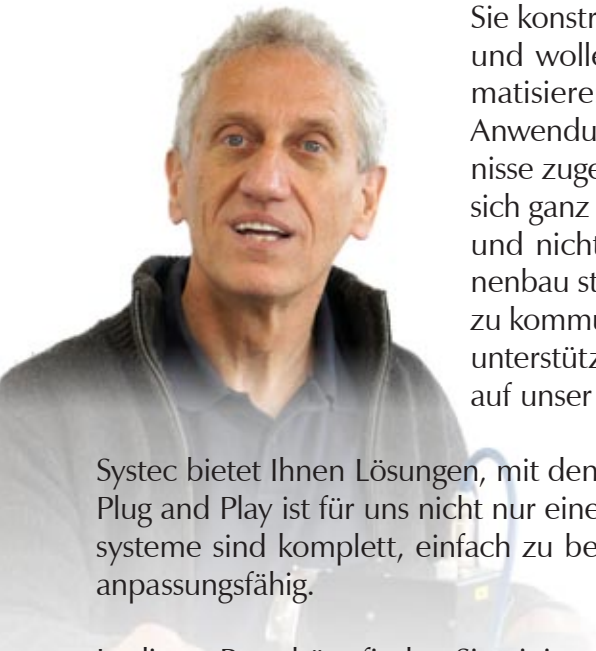 Sie konstr
und wolle
matisiere
Anwendu
nisse zuge
sich ganz
und nicht
nenbau st
zu kommu
unterstütz
auf unser
Systec bietet Ihnen Lösungen, mit den
Plug and Play ist für uns nicht nur eine
systeme sind komplett, einfach zu be
anpassungsfähig.